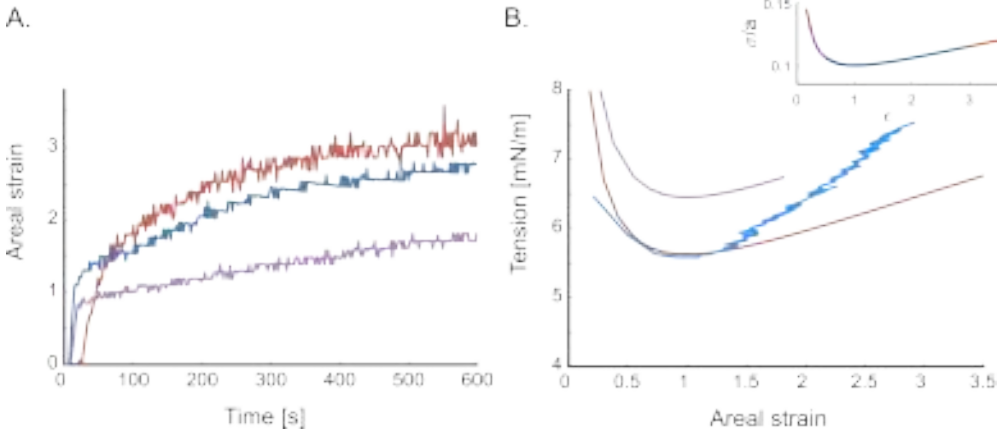 A.
Areal strain
3
2
1
0
0 100 200 300 400 500 600
Time [s]
B.
σ/a
0.15
0.1
0 1 2 3
ε
Tension [mN/m]
8
7
6
5
4
0 0.5 1 1.5 2 2.5 3 3.5
Areal strain